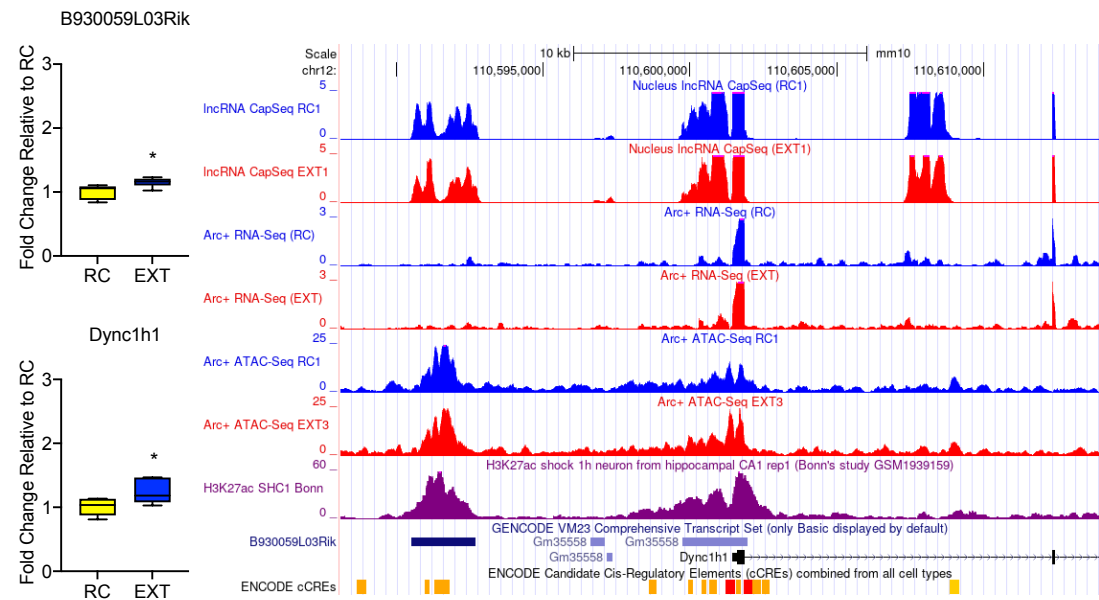 B930059L03Rik
Fold Change Relative to RC
3
2
1
0
*
RC EXT
Dync1h1
Fold Change Relative to RC
3
2
1
0
*
RC EXT
Scale 10 kb mm10
chr12: 110,595,000 110,600,000 110,605,000 110,610,000
Nucleus lncRNA CapSeq (RC1)
5 _
lncRNA CapSeq RC1
0 _
Nucleus lncRNA CapSeq (EXT1)
5 _
lncRNA CapSeq EXT1
0 _
Arc+ RNA-Seq (RC)
3 _
Arc+ RNA-Seq (RC)
0 _
Arc+ RNA-Seq (EXT)
3 _
Arc+ RNA-Seq (EXT)
0 _
Arc+ ATAC-Seq RC1
25 _
Arc+ ATAC-Seq RC1
0 _
Arc+ ATAC-Seq EXT3
25 _
Arc+ ATAC-Seq EXT3
0 _
H3K27ac shock 1h neuron from hippocampal CA1 rep1 (Bonn's study GSM1939159)
60 _
H3K27ac SHC1 Bonn
0 _
GENCODE VM23 Comprehensive Transcript Set (only Basic displayed by default)
B930059L03Rik Gm35558 Gm35558
Gm35558 Dync1h1
ENCODE Candidate Cis-Regulatory Elements (cCREs) combined from all cell types
ENCODE cCREs